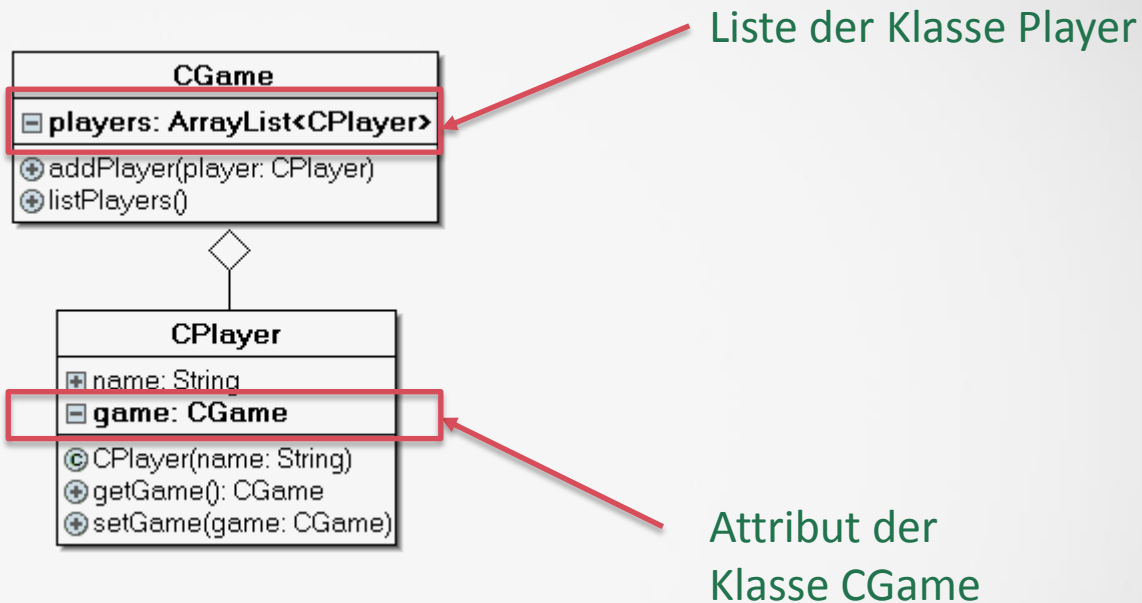 Liste der Klasse Player
CGame
players: ArrayList<CPlayer>
addPlayer(player: CPlayer)
listPlayers()
CPlayer
name: String
game: CGame
CPlayer(name: String)
getGame(): CGame
setGame(game: CGame)
Attribut der
Klasse CGame